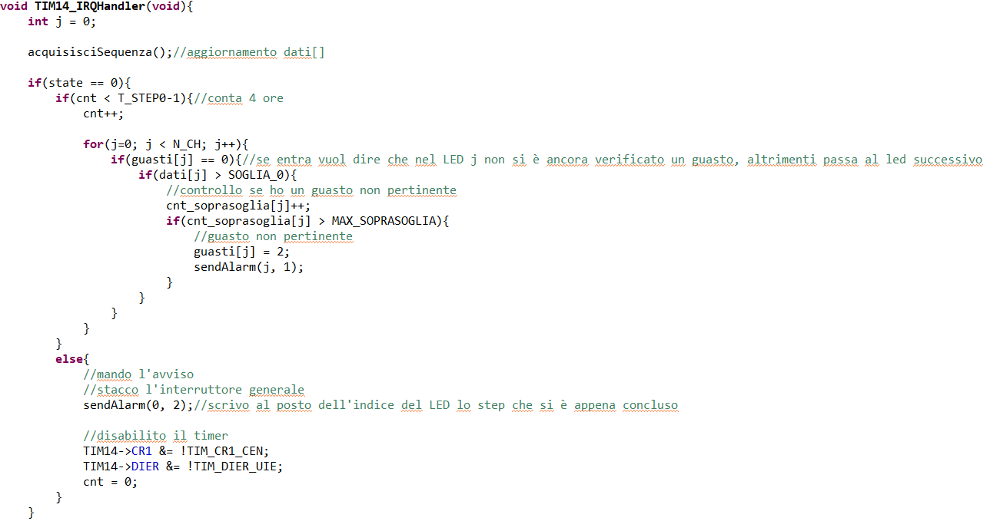 void TIM14_IRQHandler(void){
    int j = 0;

    acquisisciSequenza();//aggiornamento dati[]

    if(state == 0){
        if(cnt < T_STEP0-1){//conta 4 ore
            cnt++;

            for(j=0; j < N_CH; j++){
                if(guasti[j] == 0){//se entra vuol dire che nel LED j non si è ancora verificato un guasto, altrimenti passa al led successivo
                    if(dati[j] > SOGLIA_0){
                        //controllo se ho un guasto non pertinente
                        cnt_soprasoglia[j]++;
                        if(cnt_soprasoglia[j] > MAX_SOPRASOGLIA){
                            //guasto non pertinente
                            guasti[j] = 2;
                            sendAlarm(j, 1);
                        }
                    }
                }
            }
        }
        else{
            //mando l'avviso
            //stacco l'interruttore generale
            sendAlarm(0, 2);//scrivo al posto dell'indice del LED lo step che si è appena concluso

            //disabilito il timer
            TIM14->CR1 &= !TIM_CR1_CEN;
            TIM14->DIER &= !TIM_DIER_UIE;
            cnt = 0;
        }
    }